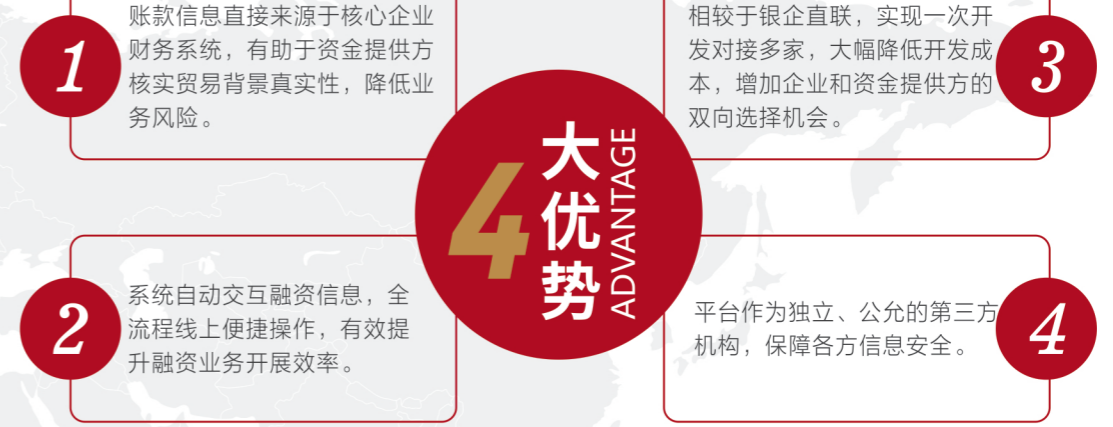 1
账款信息直接来源于核心企业
财务系统，有助于资金提供方
核实贸易背景真实性，降低业
务风险。
2
系统自动交互融资信息，全
流程线上便捷操作，有效提
升融资业务开展效率。
4大优势
ADVANTAGE
相较于银企直联，实现一次开
发对接多家，大幅降低开发成
本，增加企业和资金提供方的
双向选择机会。
3
平台作为独立、公允的第三方
机构，保障各方信息安全。
4